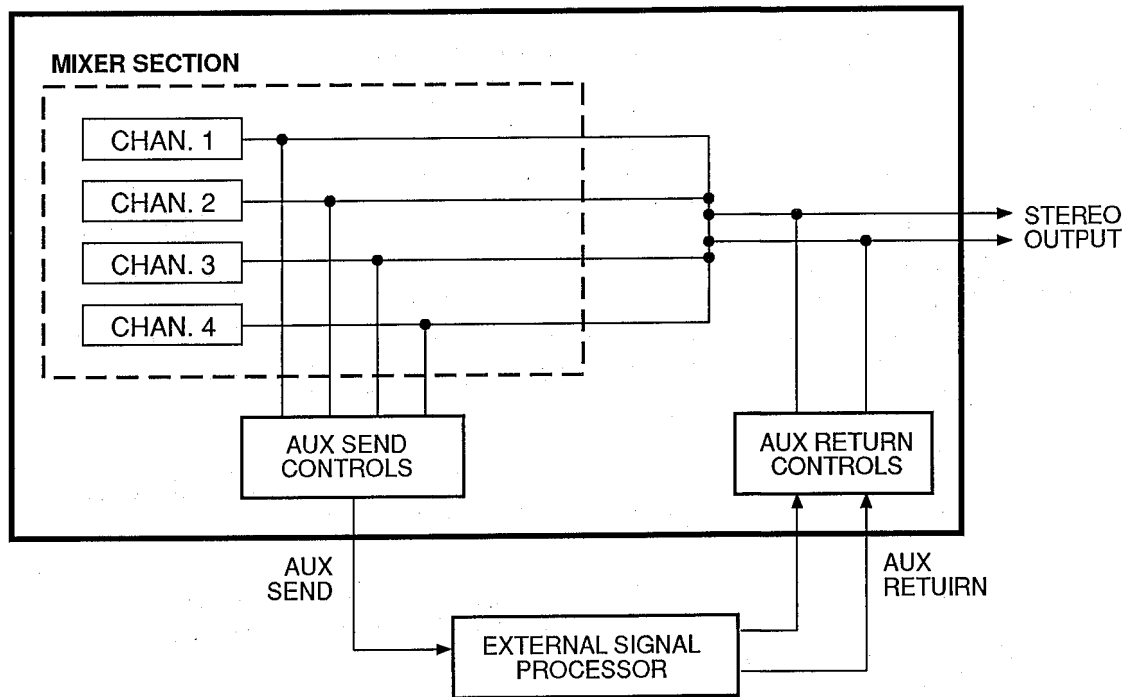 MIXER SECTION
CHAN. 1
CHAN. 2
CHAN. 3
CHAN. 4
STEREO
OUTPUT
AUX SEND
CONTROLS
AUX RETURN
CONTROLS
AUX
SEND
AUX
RETUIRN
EXTERNAL SIGNAL
PROCESSOR